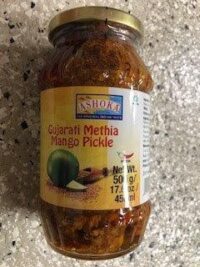 ASHOKA
Gujarati Methia
Mango Pickle
Net Wt.
500g/
17.6oz/